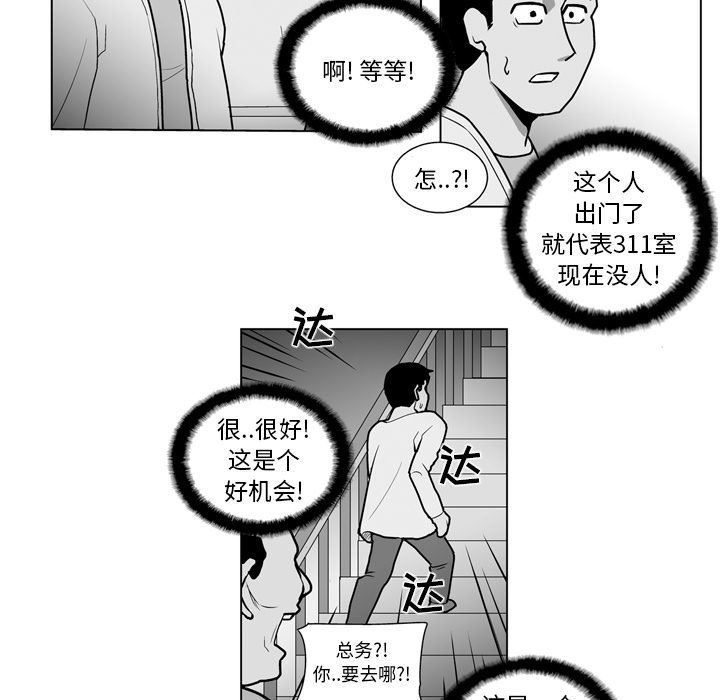 啊! 等等!
怎..?!
这个人
出门了
就代表311室
现在没人!
达
很..很好!
这是个
好机会!
达
达
总务?!
你..要去哪?!